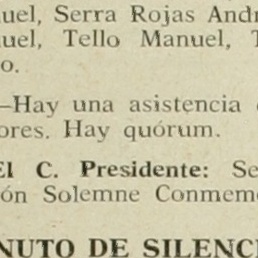 uel, Serra Rojas And
uel, Tello Manuel, T
o.
—Hay una asistencia
ores. Hay quórum.
El C. Presidente: Se
ón Solemne Conmem
NUTO DE SILENC